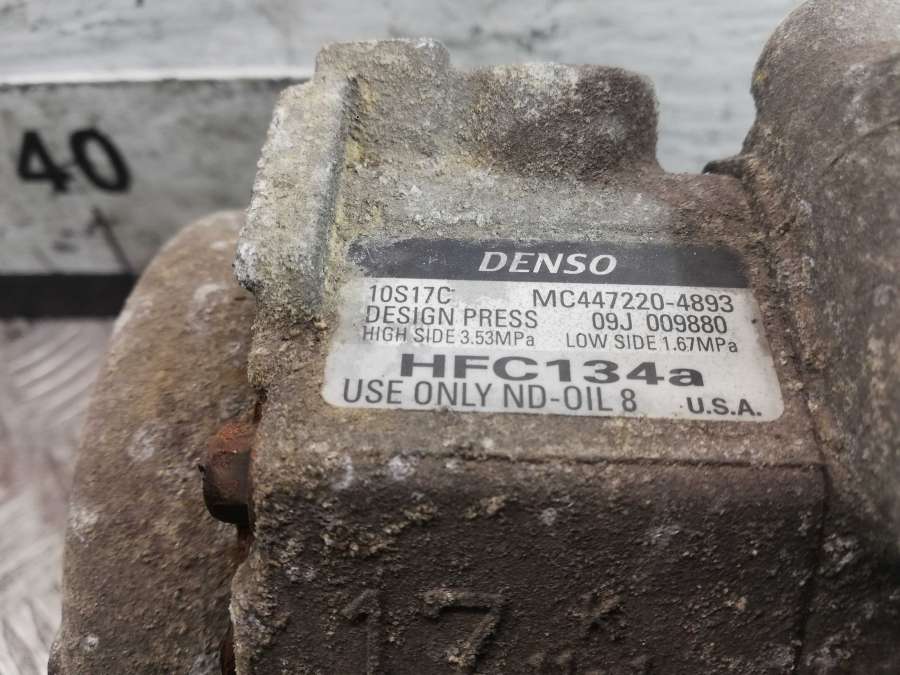 40
DENSO
10S17C MC447220-4893
DESIGN PRESS 09J 009880
HIGH SIDE 3.53MPa LOW SIDE 1.67MPa
HFC134a
USE ONLY ND-OIL 8 U.S.A.
17